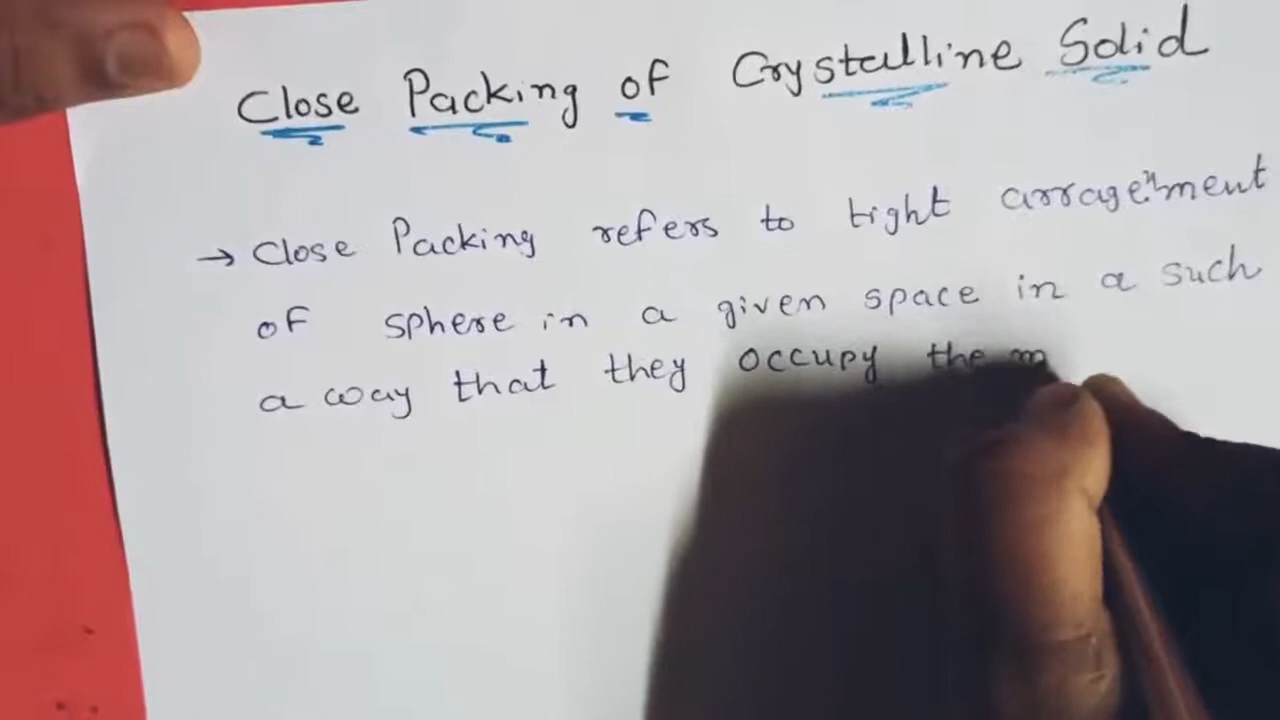 Close Packing of Crystalline Solid
→ Close Packing refers to tight arragement
of sphere in a given space in a such
a way that they occupy the m